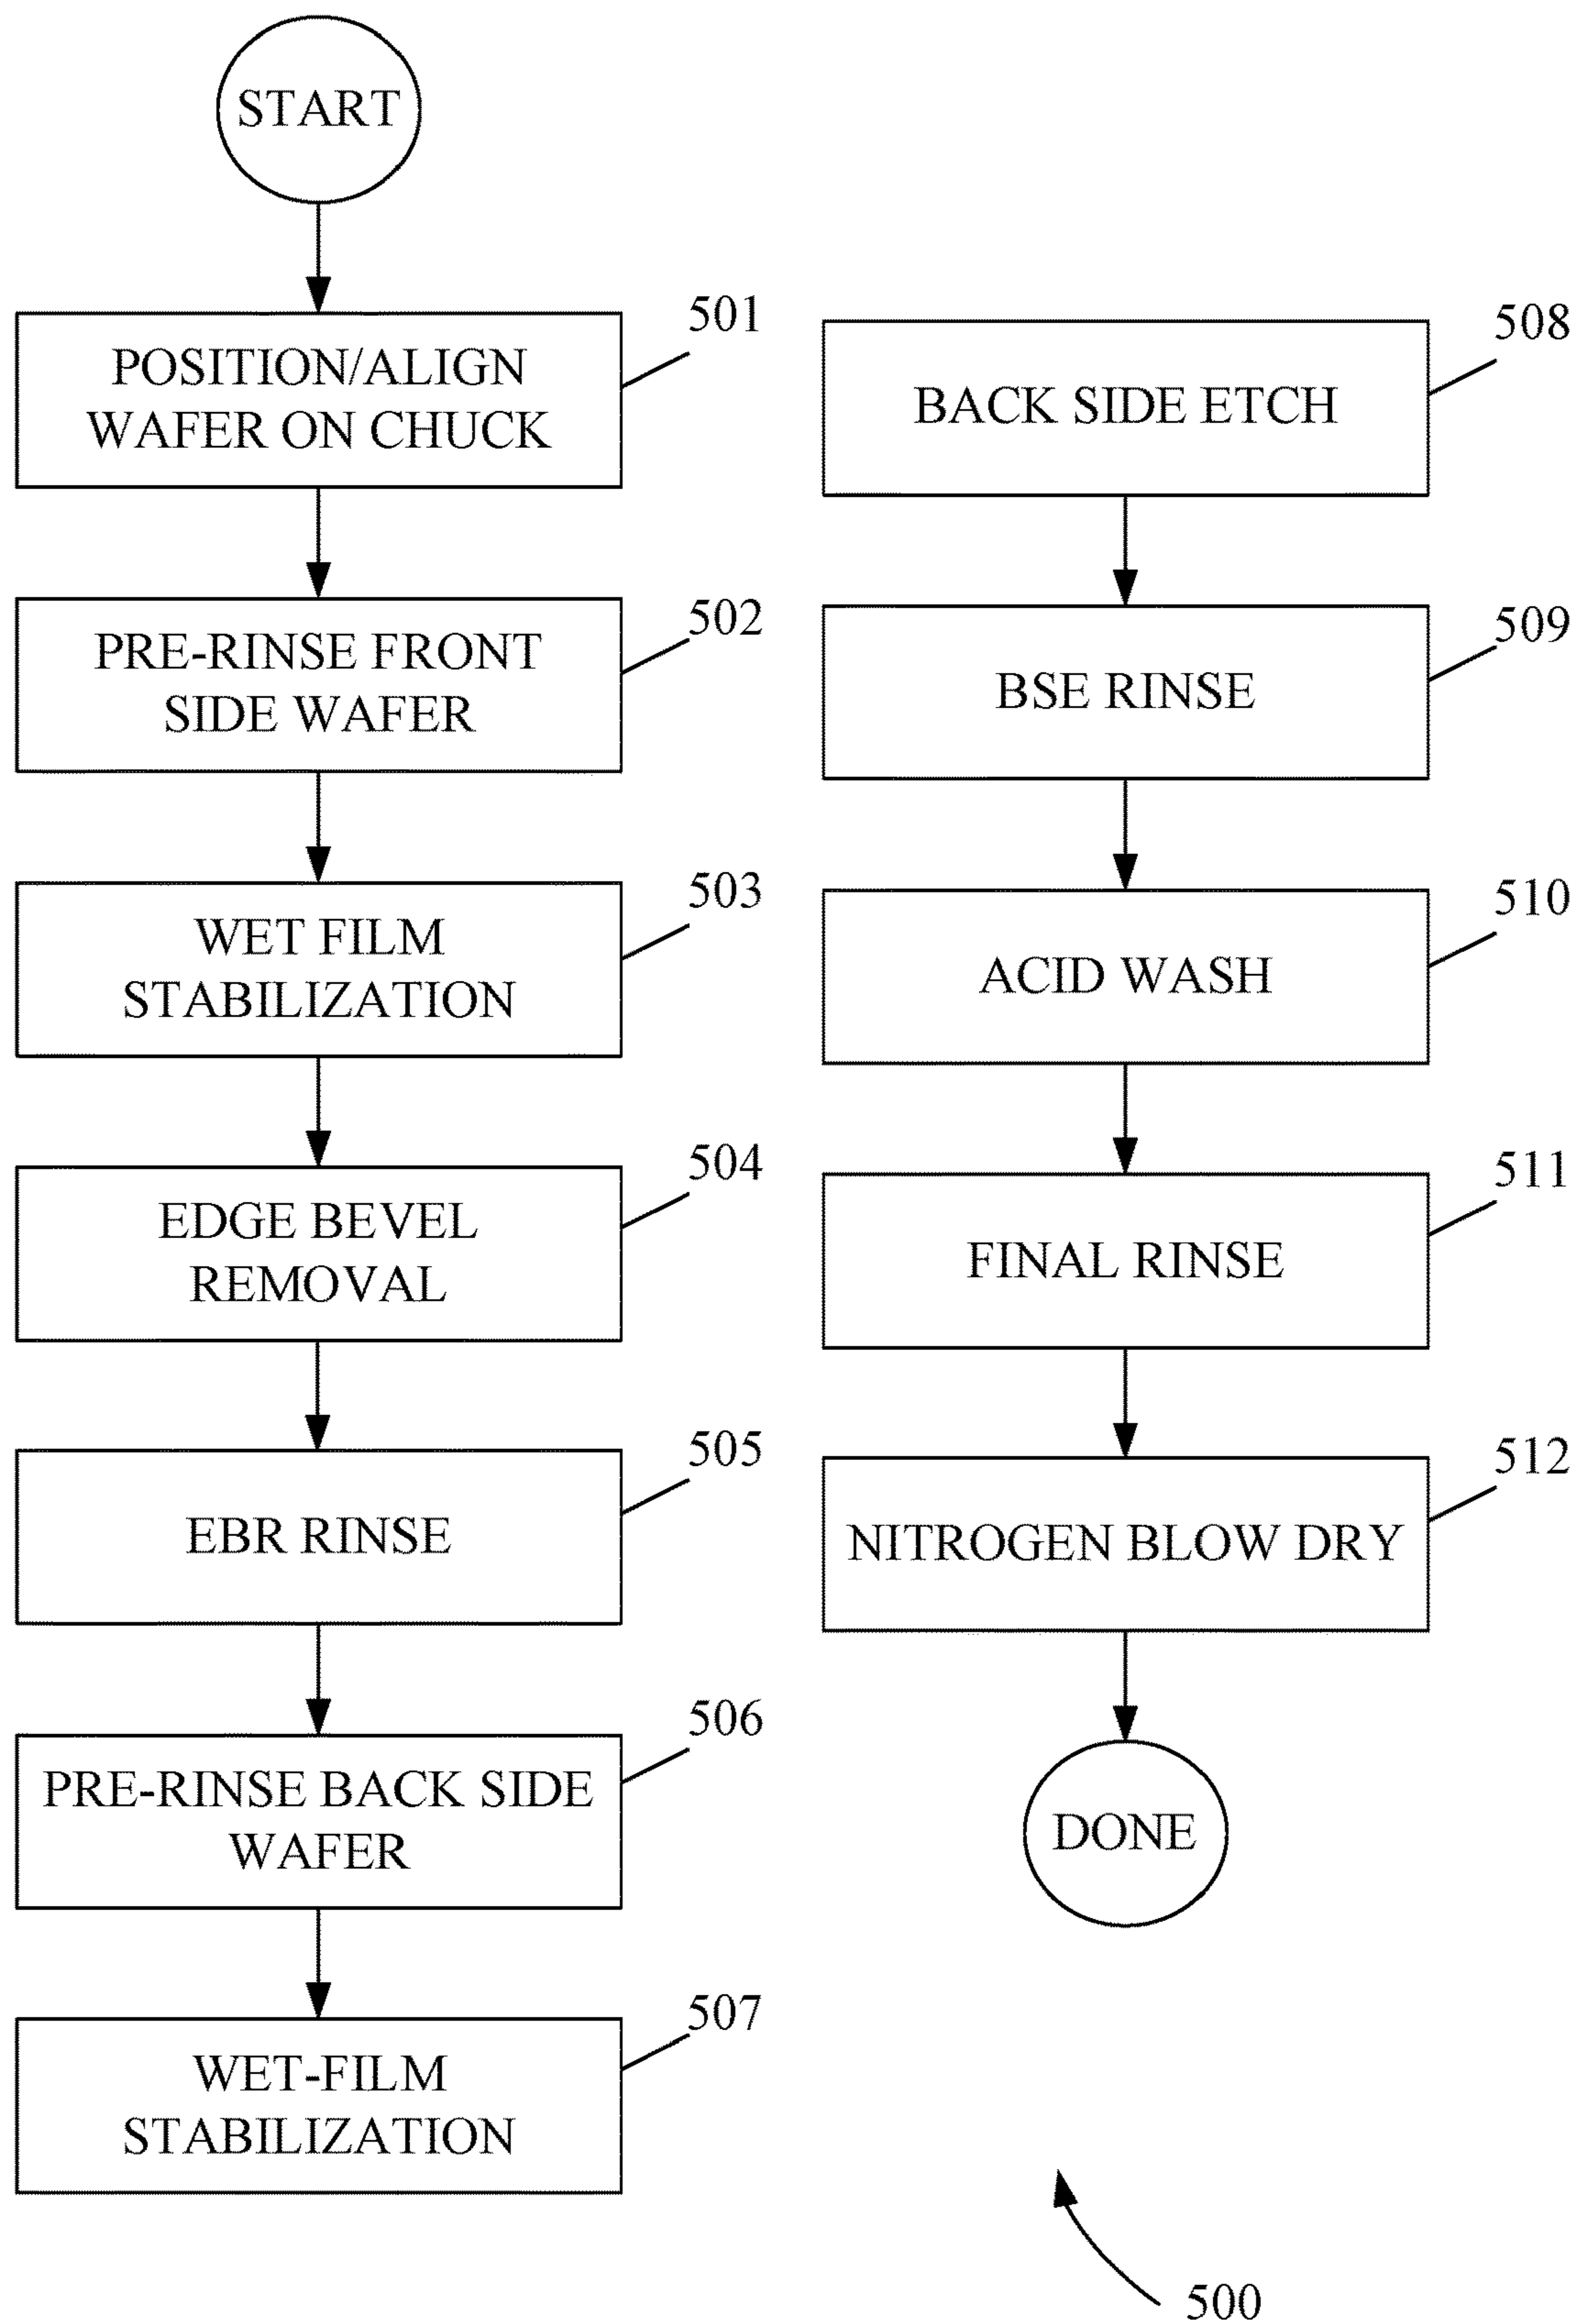 START
501
POSITION/ALIGN
WAFER ON CHUCK
502
PRE-RINSE FRONT
SIDE WAFER
503
WET FILM
STABILIZATION
504
EDGE BEVEL
REMOVAL
505
EBR RINSE
506
PRE-RINSE BACK SIDE
WAFER
507
WET-FILM
STABILIZATION
508
BACK SIDE ETCH
509
BSE RINSE
510
ACID WASH
511
FINAL RINSE
512
NITROGEN BLOW DRY
DONE
500